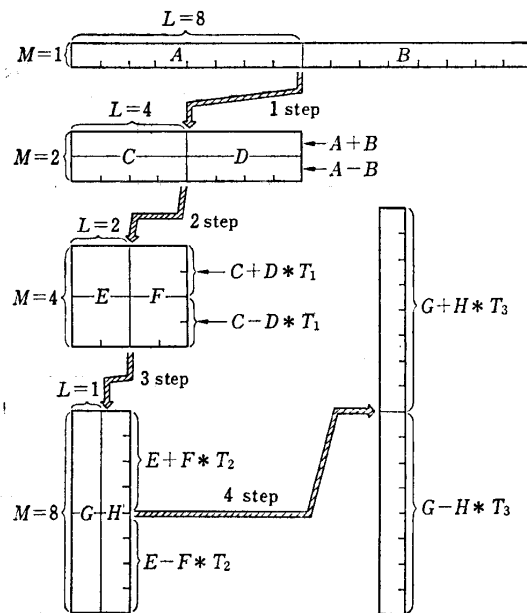 L=8
M=1
A
B
1 step
L=4
M=2
C
D
A+B
A−B
2 step
L=2
M=4
E
F
C+D*T₁
C−D*T₁
3 step
L=1
M=8
G
H
E+F*T₂
E−F*T₂
4 step
G+H*T₃
G−H*T₃